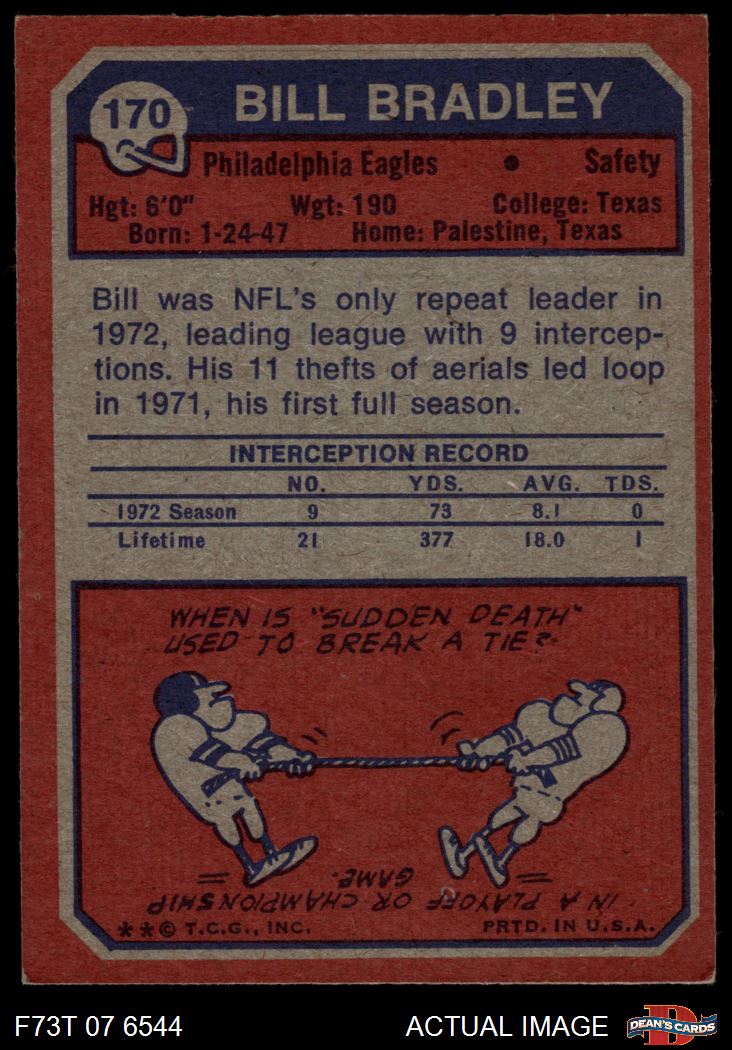 170
BILL BRADLEY
Philadelphia Eagles • Safety
Hgt: 6'0" Wgt: 190 College: Texas
Born: 1-24-47 Home: Palestine, Texas
Bill was NFL's only repeat leader in
1972, leading league with 9 intercep-
tions. His 11 thefts of aerials led loop
in 1971, his first full season.
INTERCEPTION RECORD
NO. YDS. AVG. TDS.
1972 Season 9 73 8.1 0
Lifetime 21 377 18.0 1
WHEN IS "SUDDEN DEATH"
USED TO BREAK A TIE?
IN A PLAYOFF OR CHAMPIONSHIP
GAME.
**© T.C.G., INC. PRTD. IN U.S.A.
F73T 07 6544 ACTUAL IMAGE DEAN'S CARDS